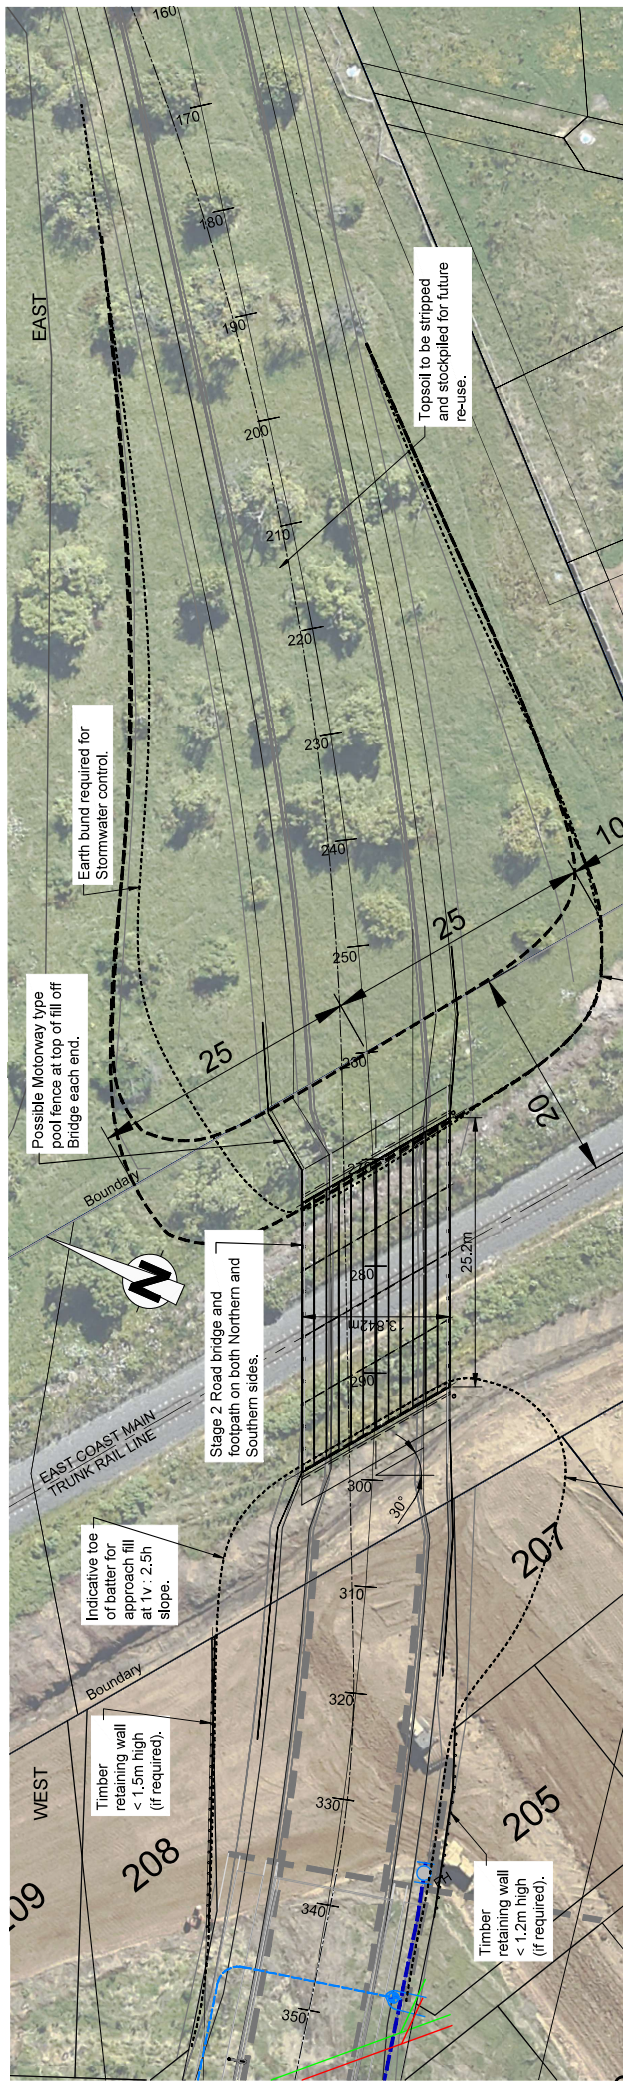 160
170
180
190
200
210
220
230
240
250
260
270
280
290
300
310
320
330
340
350
EAST
Topsoil to be stripped
and stockpiled for future
re-use.
Earth bund required for
Stormwater control.
10
25
25
20
Possible Motorway type
pool fence at top of fill off
Bridge each end.
Boundary
N
Stage 2 Road bridge and
footpath on both Northern and
Southern sides.
25.2m
3.842m
EAST COAST MAIN
TRUNK RAIL LINE
30°
Indicative toe
of batter for
approach fill
at 1v : 2.5h
slope.
207
Boundary
Timber
retaining wall
< 1.5m high
(if required).
WEST
208
205
09
PH
Timber
retaining wall
< 1.2m high
(if required).